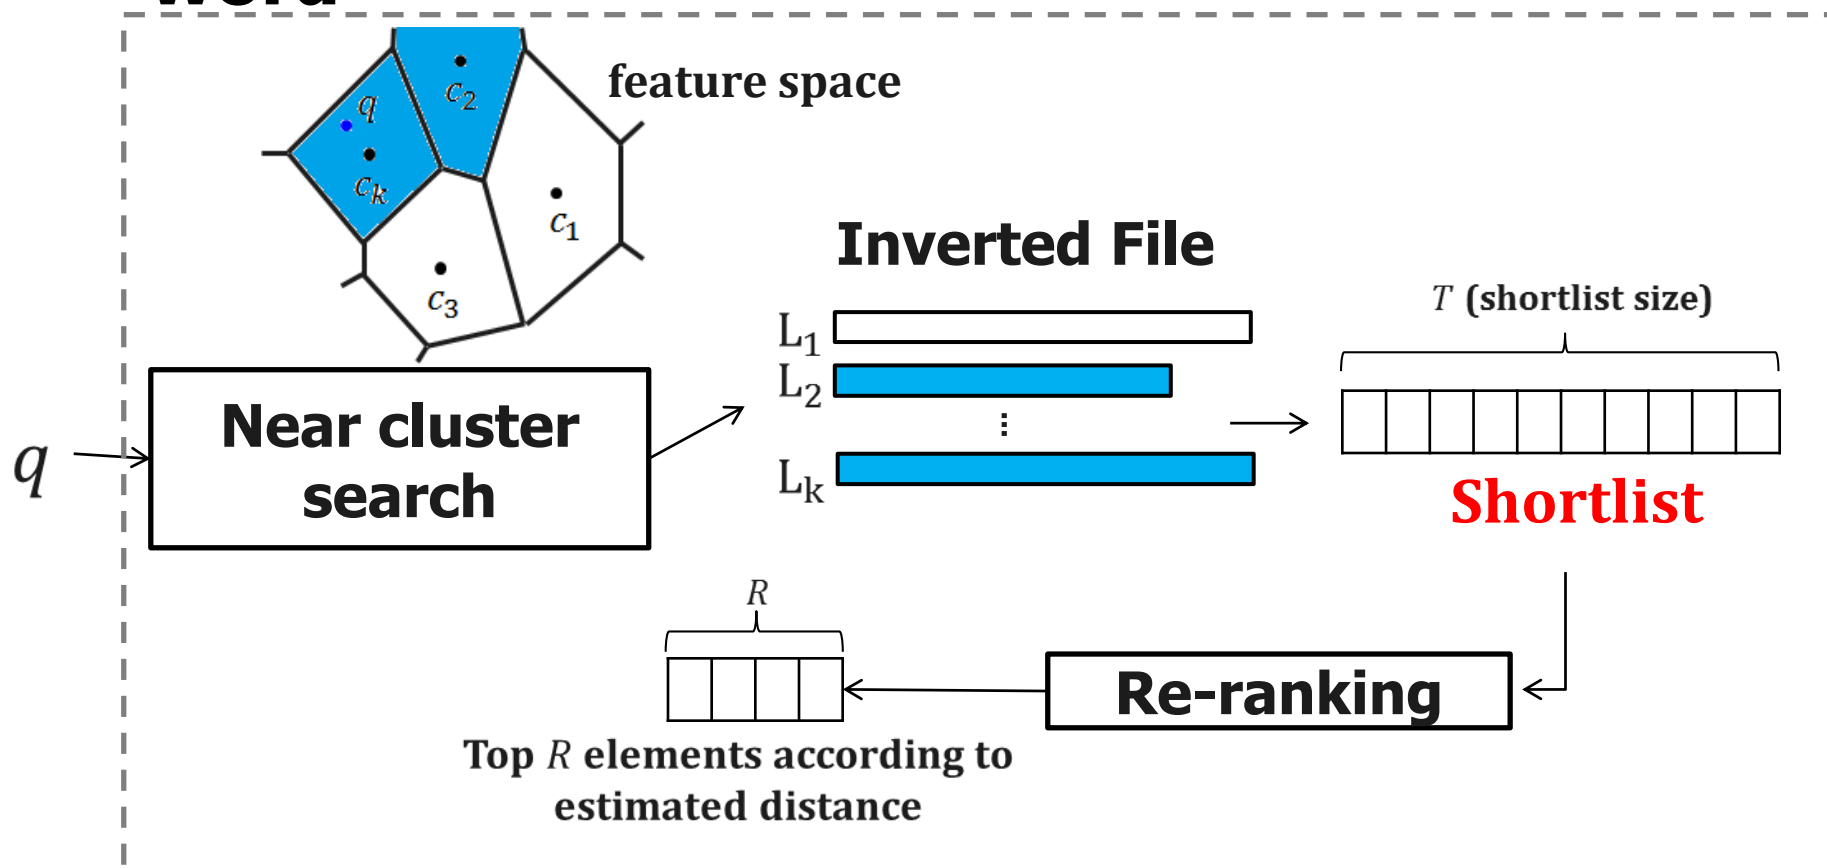 feature space
c₂
q
cₖ
c₁
c₃
Inverted File
T (shortlist size)
L₁
L₂
⋮
Lₖ
q
Near cluster
search
Shortlist
R
Re-ranking
Top R elements according to
estimated distance